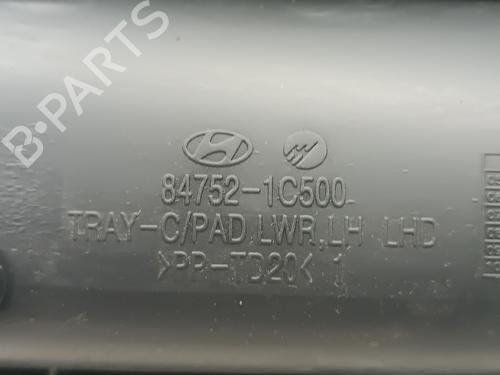 B-PARTS
84752-1C500
TRAY-C/PAD.LWR.LH LHD
>PP-TD20< 1